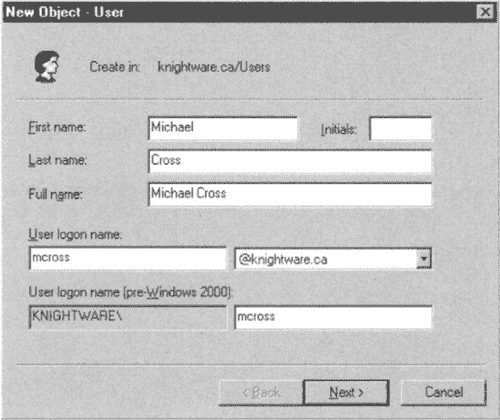 New Object - User
Create in: knightware.ca/Users
First name: Michael Initials:
Last name: Cross
Full name: Michael Cross
User logon name:
mcross @knightware.ca
User logon name (pre-Windows 2000):
KNIGHTWARE\ mcross
< Back Next > Cancel